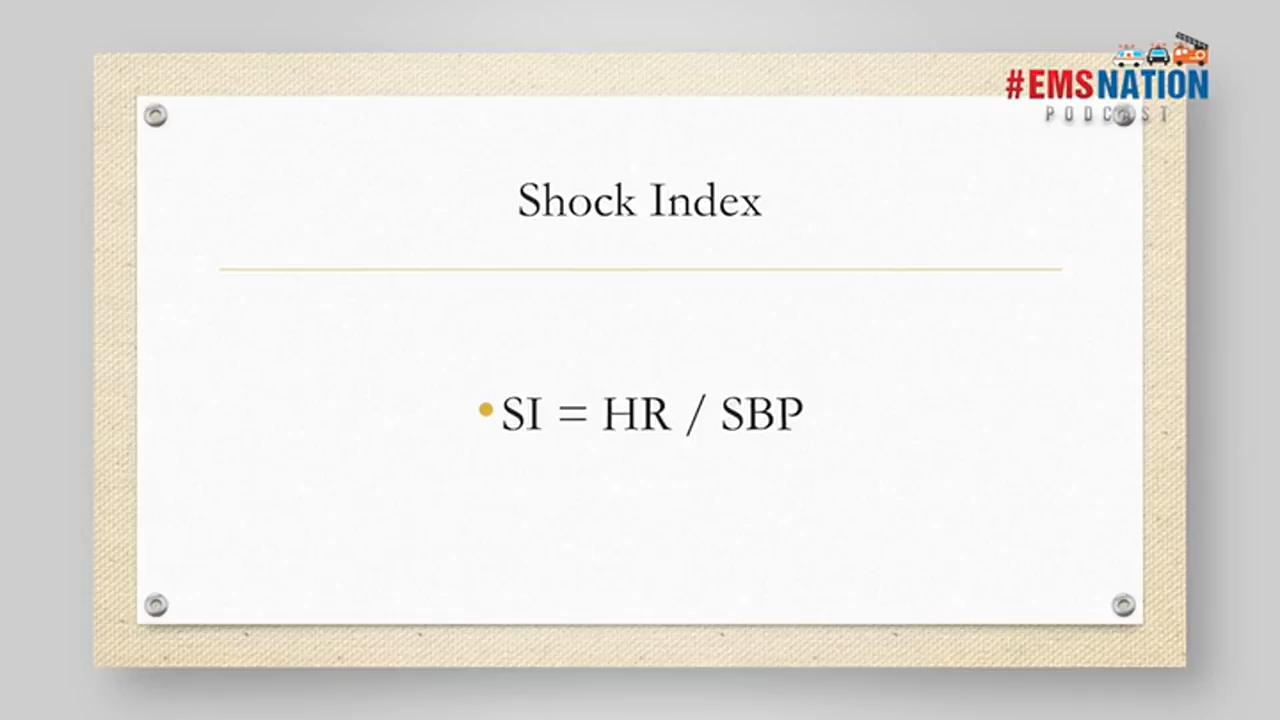 #EMSNATION
PODCAST
Shock Index
• SI = HR / SBP